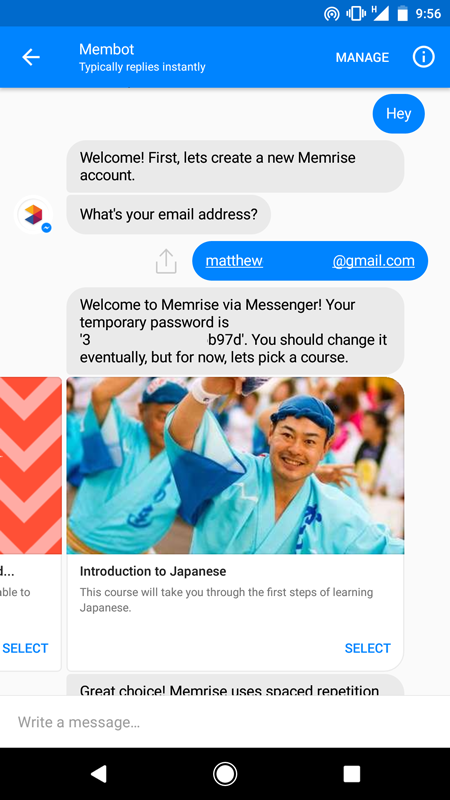 H 9:56
Membot
Typically replies instantly
MANAGE
Hey
Welcome! First, lets create a new Memrise
account.
What's your email address?
matthew @gmail.com
Welcome to Memrise via Messenger! Your
temporary password is
'3 b97d'. You should change it
eventually, but for now, lets pick a course.
d...
able to
SELECT
Introduction to Japanese
This course will take you through the first steps of learning
Japanese.
SELECT
Great choice! Memrise uses spaced repetition
Write a message...